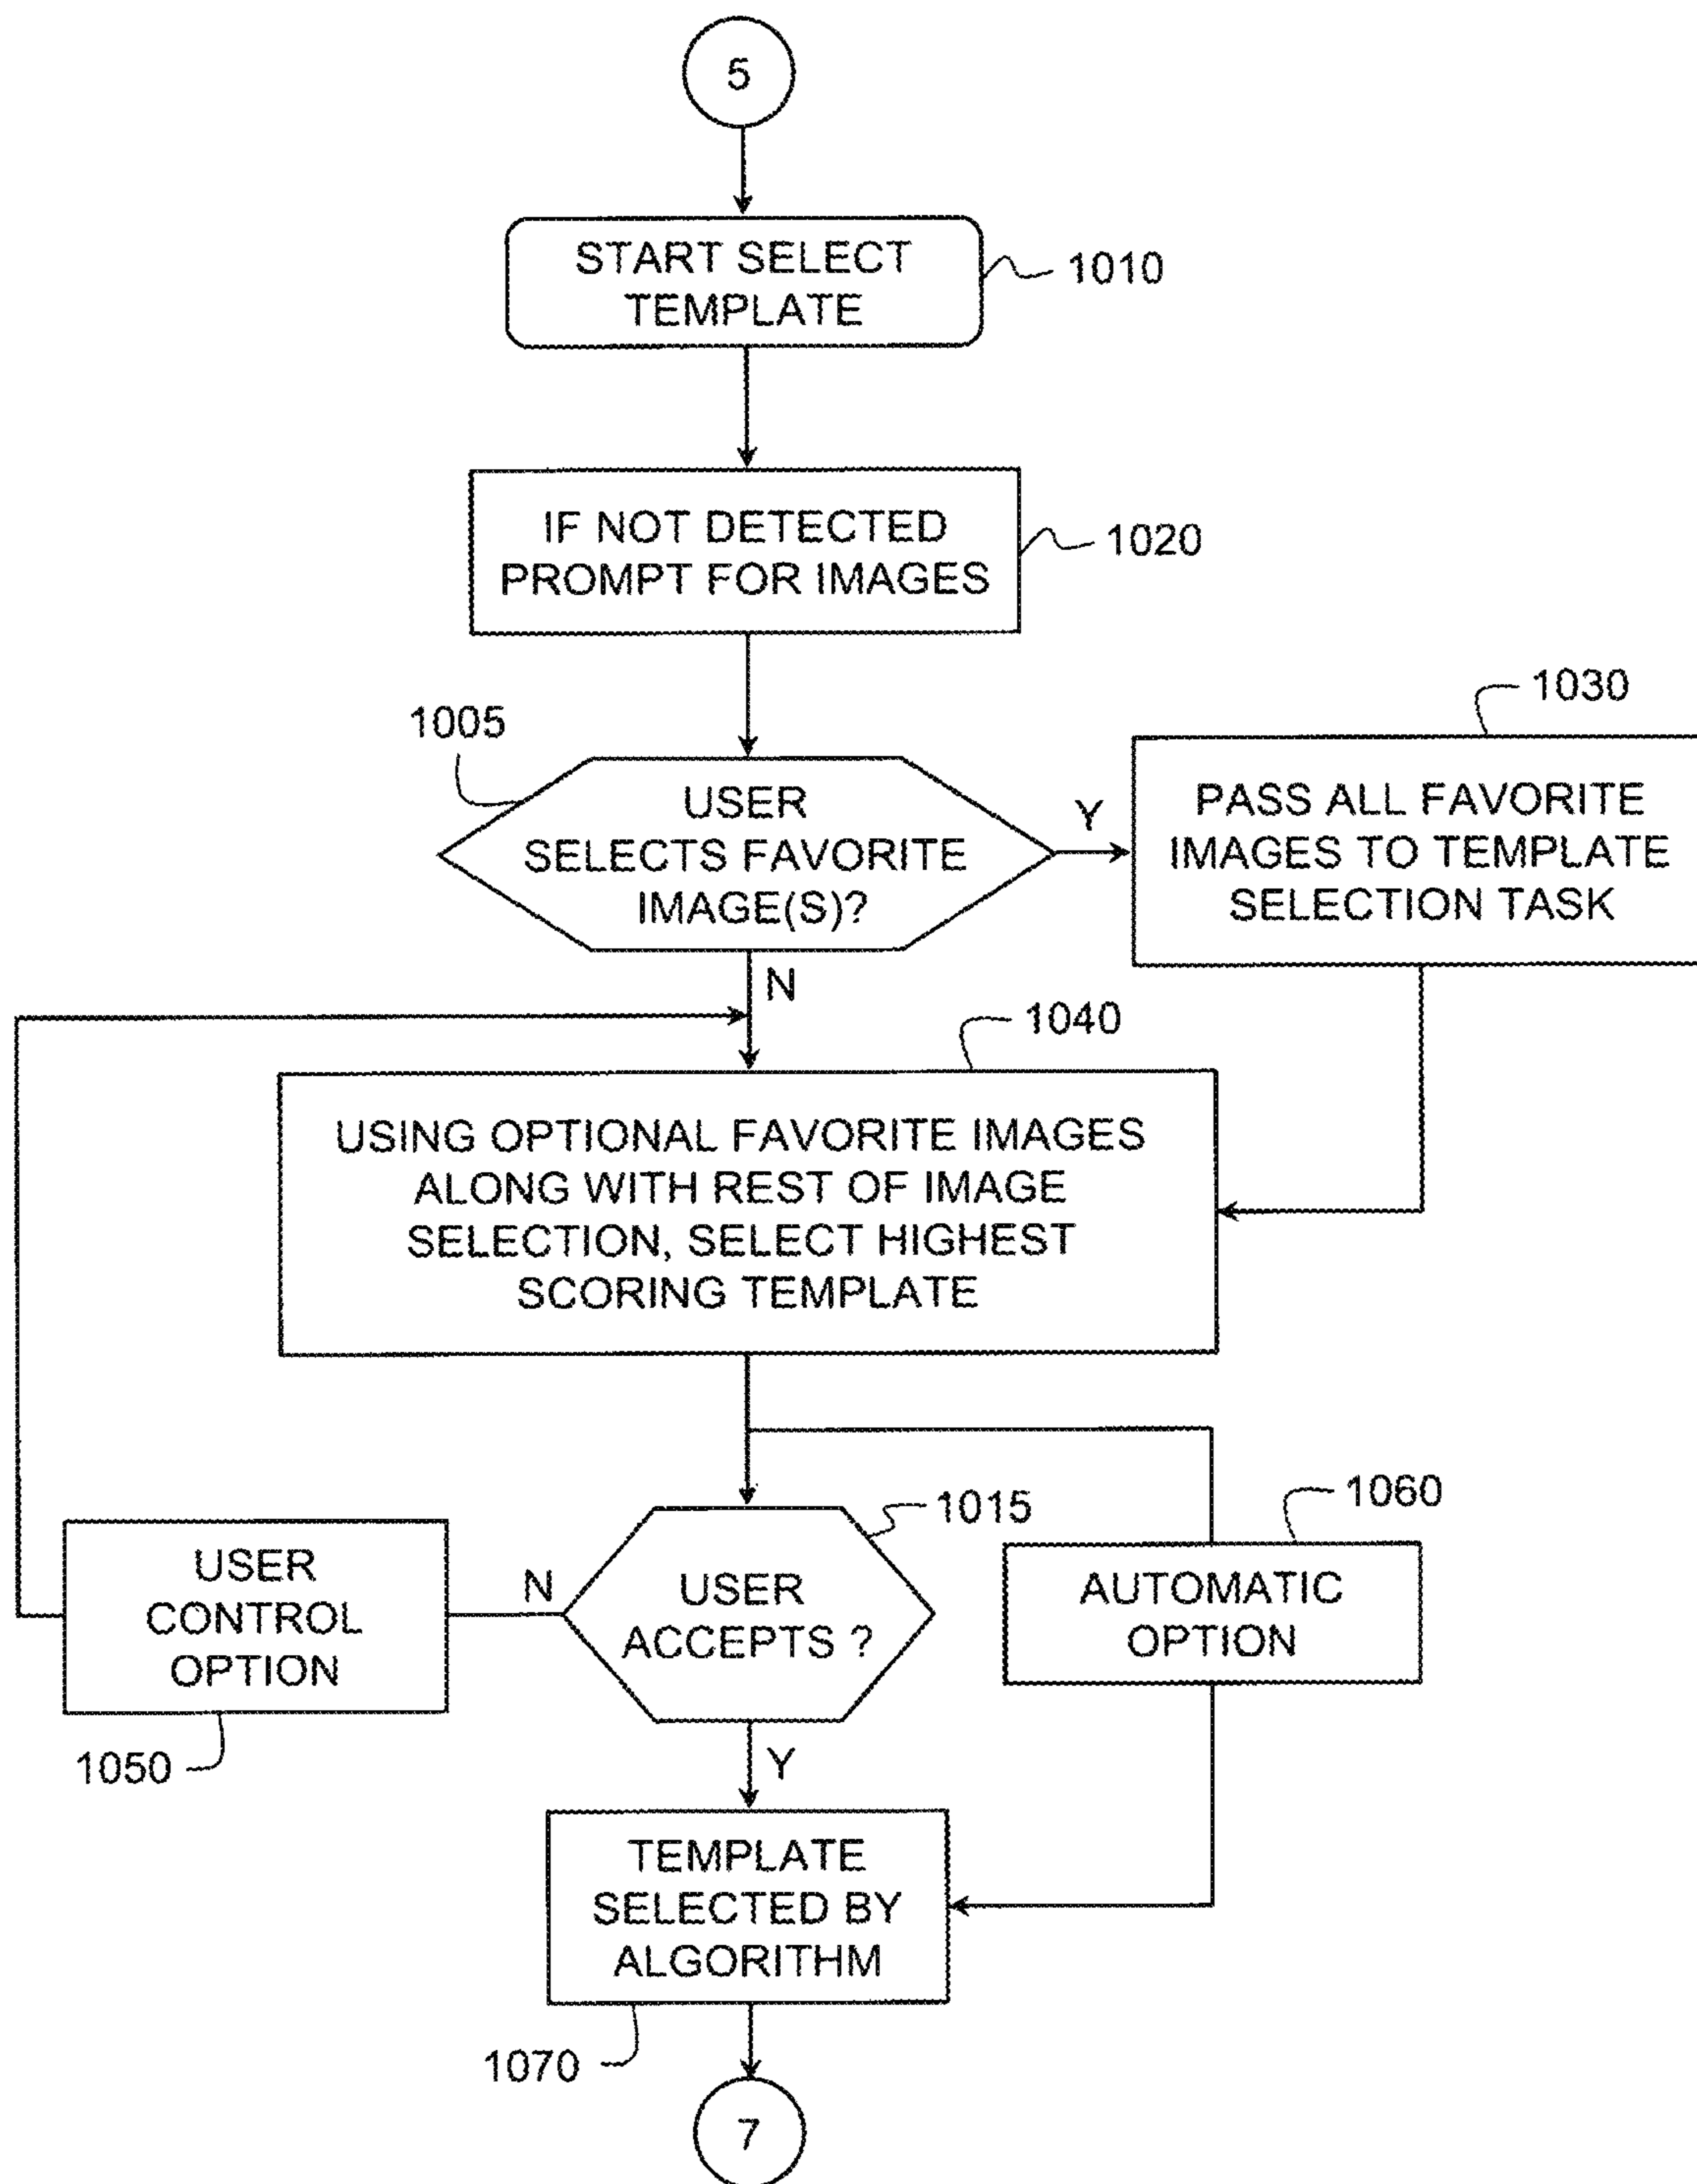 5
START SELECT
TEMPLATE
1010
IF NOT DETECTED
PROMPT FOR IMAGES
1020
1005
USER
SELECTS FAVORITE
IMAGE(S)?
Y
N
1030
PASS ALL FAVORITE
IMAGES TO TEMPLATE
SELECTION TASK
1040
USING OPTIONAL FAVORITE IMAGES
ALONG WITH REST OF IMAGE
SELECTION, SELECT HIGHEST
SCORING TEMPLATE
1015
USER
ACCEPTS ?
N
USER
CONTROL
OPTION
1050
1060
AUTOMATIC
OPTION
Y
TEMPLATE
SELECTED BY
ALGORITHM
1070
7